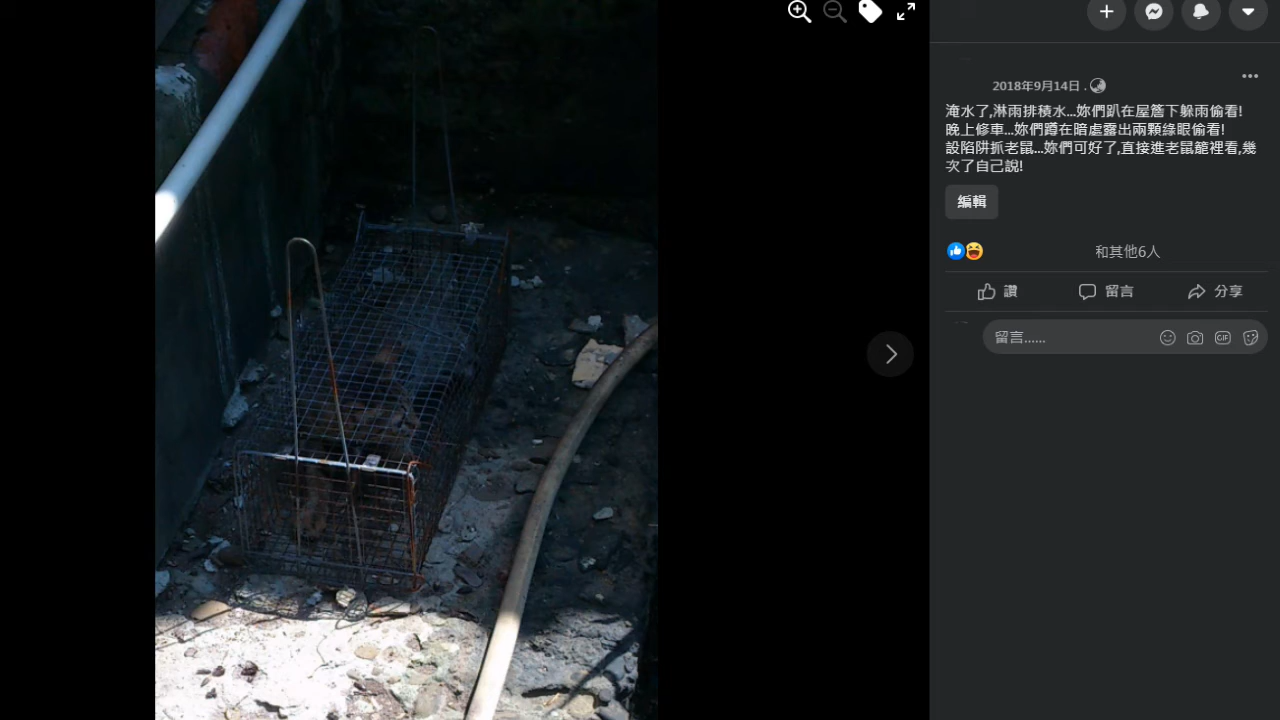 2018年9月14日 .
淹水了,淋雨排積水...妳們趴在屋簷下躲雨偷看!
晚上修車...妳們蹲在暗處露出兩顆綠眼偷看!
設陷阱抓老鼠...妳們可好了,直接進老鼠籠裡看,幾
次了自己說!
編輯
和其他6人
讚 留言 分享
留言...... GIF